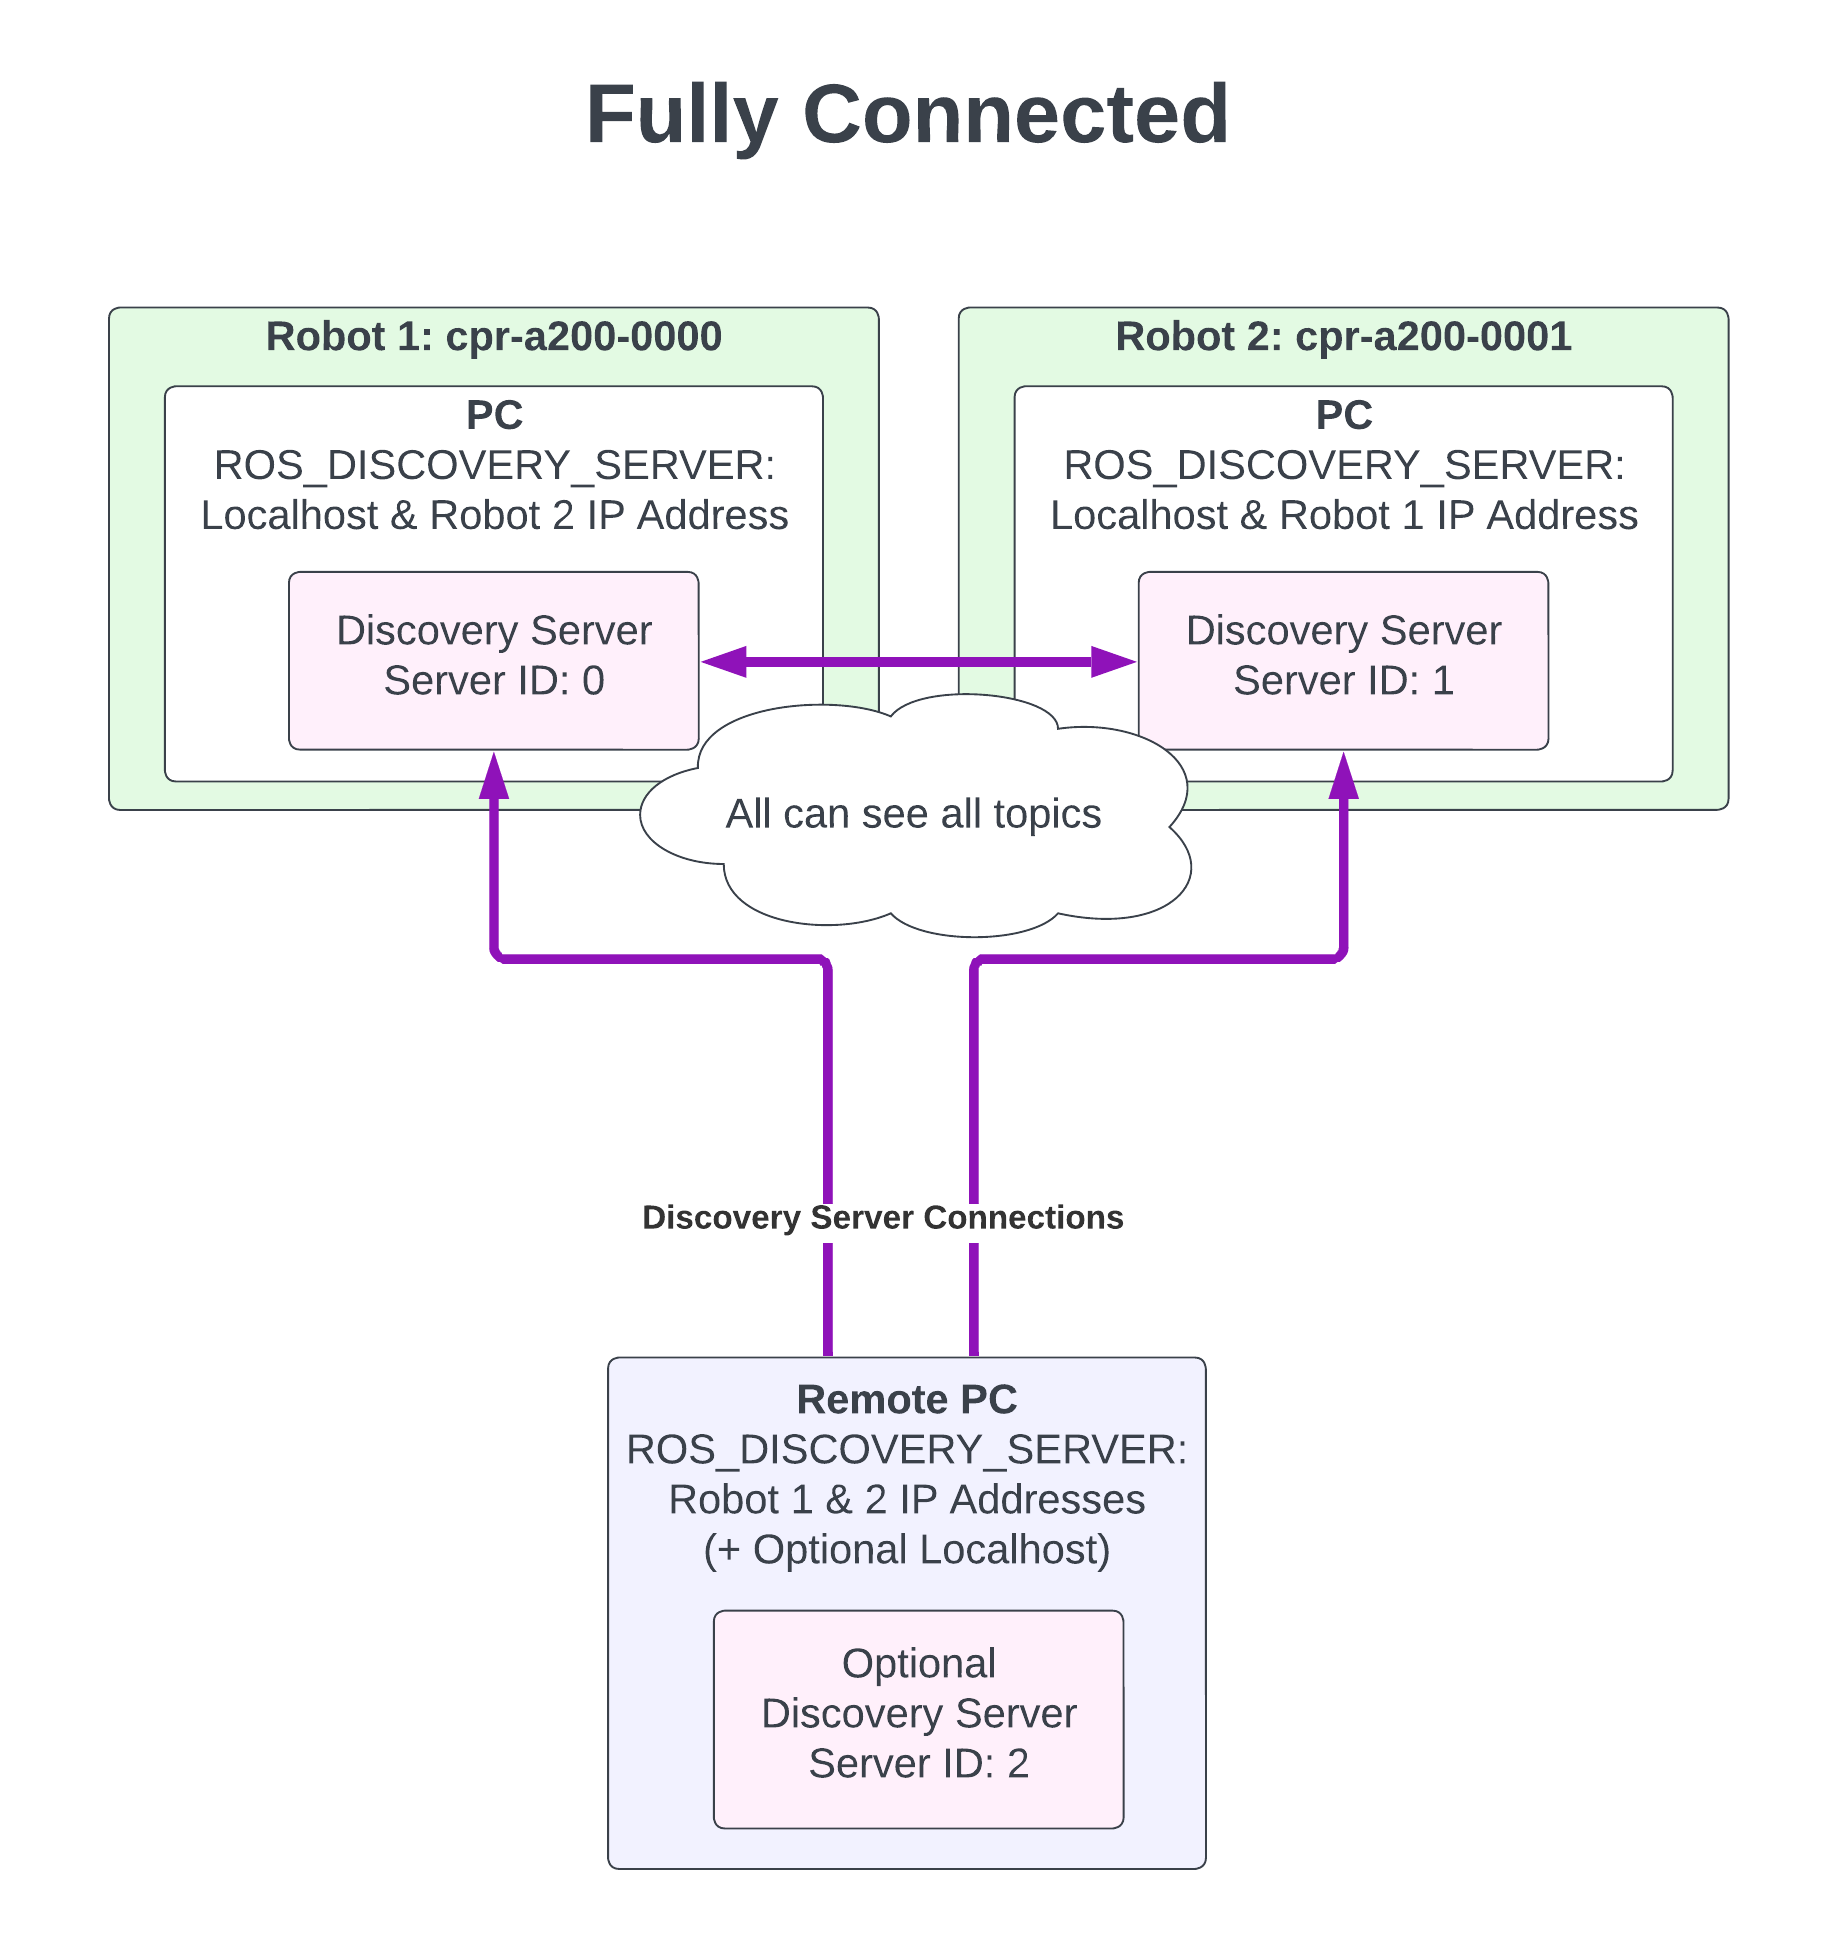 Fully Connected
Robot 1: cpr-a200-0000
PC
ROS_DISCOVERY_SERVER:
Localhost & Robot 2 IP Address
Discovery Server
Server ID: 0
Robot 2: cpr-a200-0001
PC
ROS_DISCOVERY_SERVER:
Localhost & Robot 1 IP Address
Discovery Server
Server ID: 1
All can see all topics
Discovery Server Connections
Remote PC
ROS_DISCOVERY_SERVER:
Robot 1 & 2 IP Addresses
(+ Optional Localhost)
Optional
Discovery Server
Server ID: 2